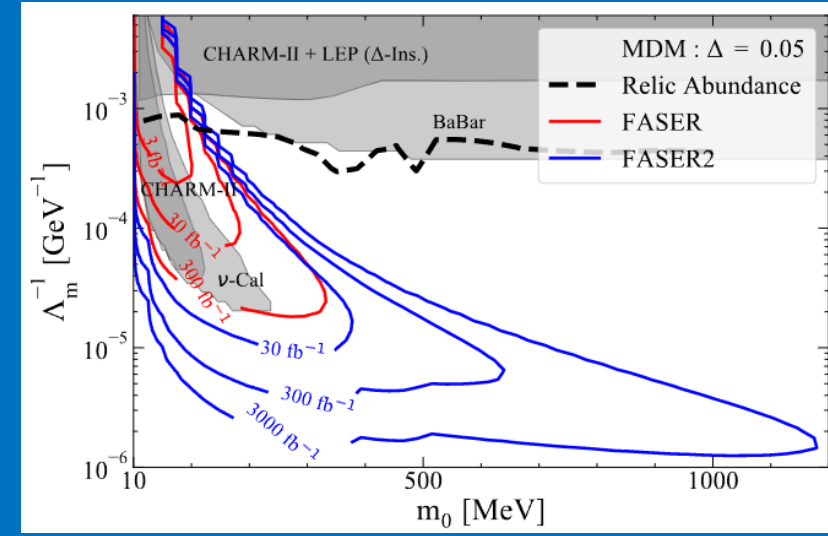 CHARM-II + LEP (Δ-Ins.)
MDM : Δ = 0.05
Relic Abundance
FASER
FASER2
BaBar
CHARM-II
ν-Cal
3 fb⁻¹
30 fb⁻¹
300 fb⁻¹
30 fb⁻¹
300 fb⁻¹
3000 fb⁻¹
10⁻³
10⁻⁴
10⁻⁵
10⁻⁶
Λₘ⁻¹ [GeV⁻¹]
10 500 1000
m₀ [MeV]